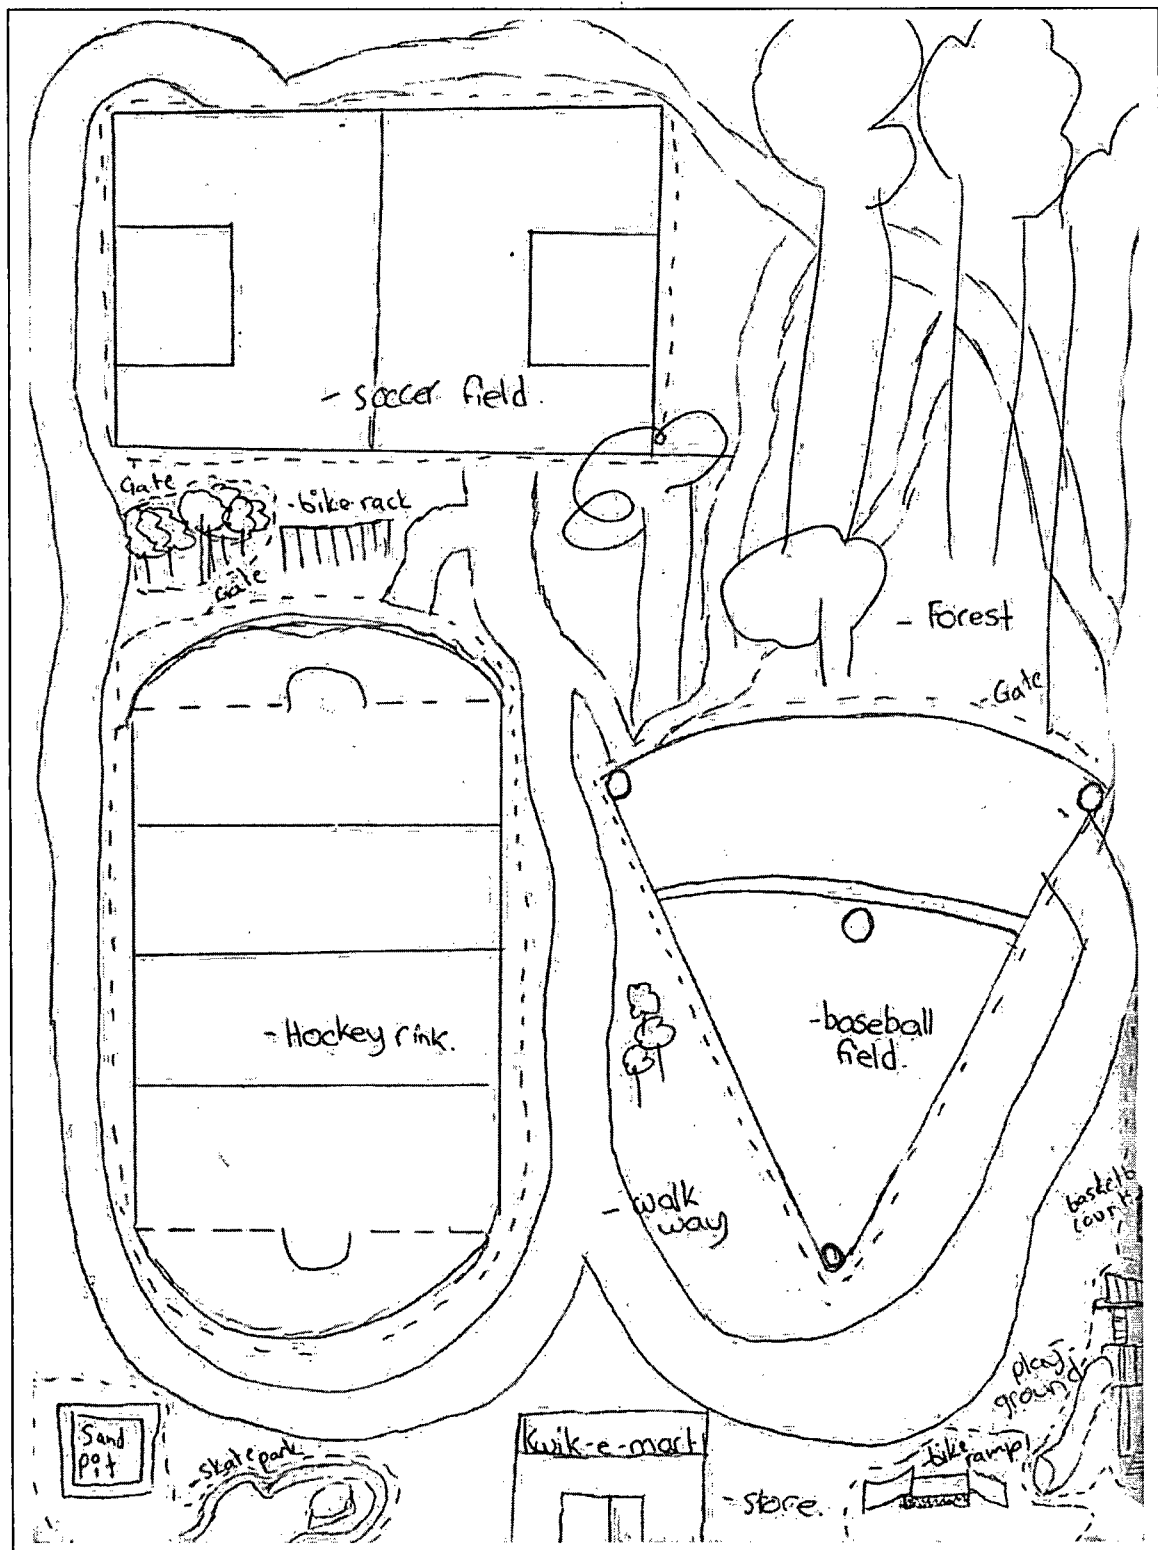 - soccer field.
Gate
- bike rack
Gate
- Forest
- Gate
- Hockey rink.
- baseball
field.
- walk
way
basketb
court
play-
ground
Sand
pit
skate park
Kwik-e-mart
- store.
- bike
ramp